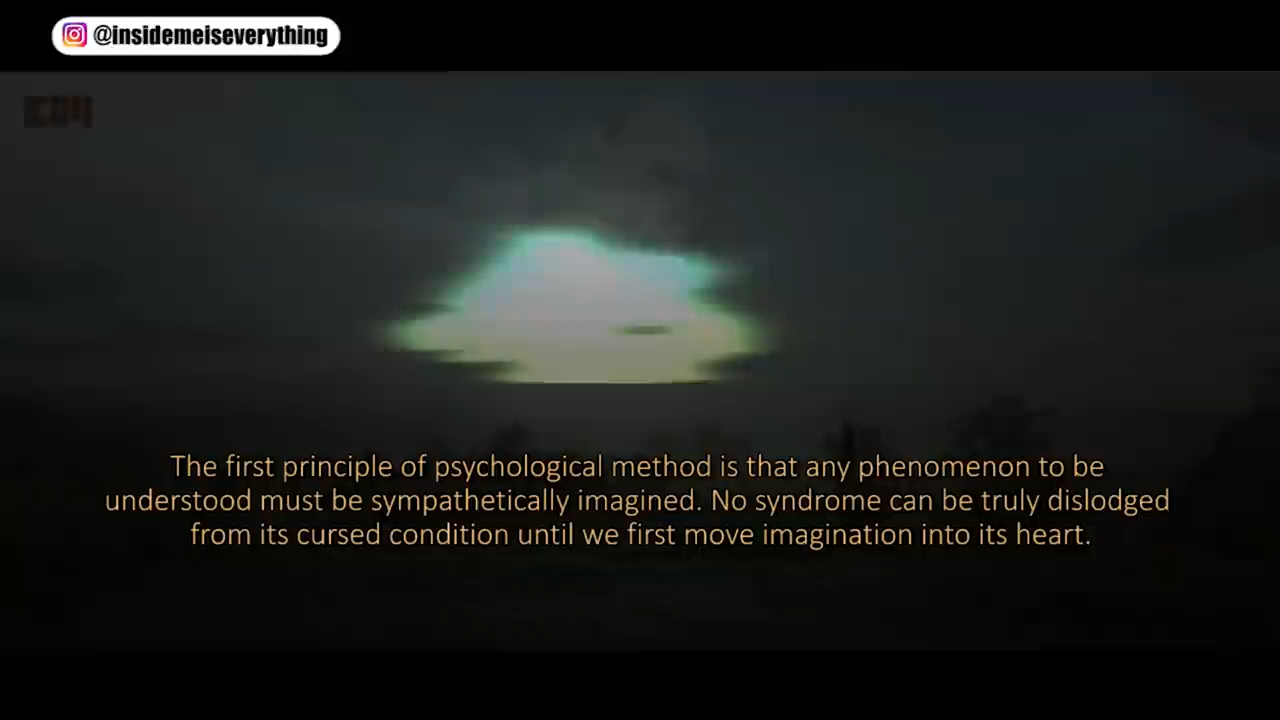 @insidemeiseverything
The first principle of psychological method is that any phenomenon to be
understood must be sympathetically imagined. No syndrome can be truly dislodged
from its cursed condition until we first move imagination into its heart.